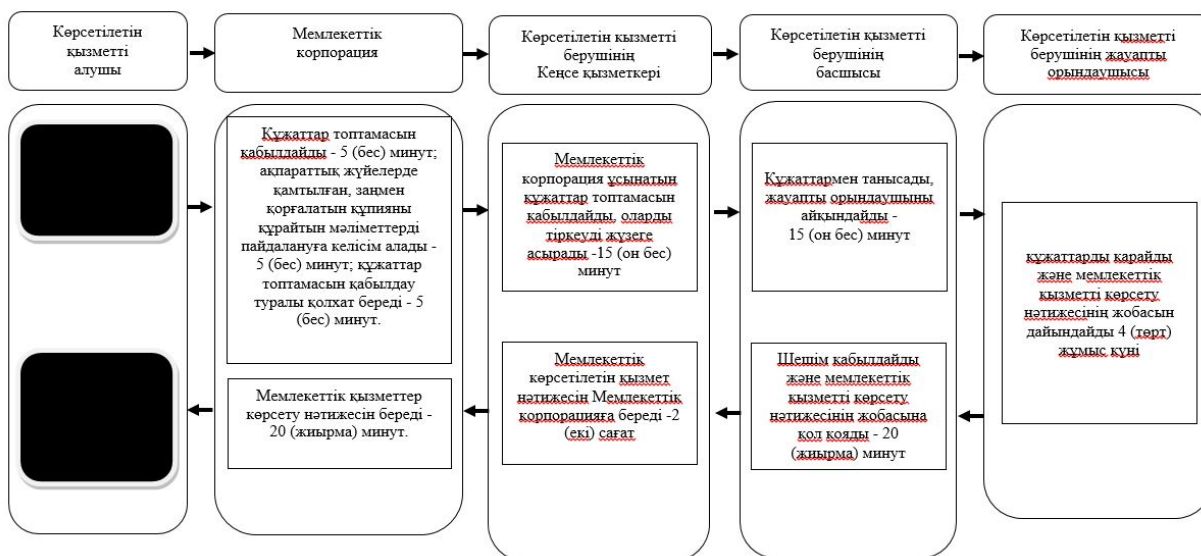 Көрсетілетін
қызметті
алушы
Мемлекеттік
корпорация
Көрсетілетін кызметті
берушінің
Кеңсе қызметкері
Көрсетілетін қызметті
берушінің
басшысы
Көрсетілетін қызметті
берушінің жауапты
орындаушысы
Құжаттар топтамасын
қабылдайды - 5 (бес) минут;
ақпараттық жүйелерде
қамтылған, заңмен
қорғалатын құпияны
құрайтын мәліметтерді
пайдалануға келісім алады -
5 (бес) минут; құжаттар
топтамасын қабылдау
туралы қолхат береді - 5
(бес) минут.
Мемлекеттік
корпорация ұсынатын
құжаттар топтамасын
қабылдайды, оларды
тіркеуді жүзеге
асырады -15 (он бес)
минут
Құжаттармен танысады,
жауапты орындаушыны
айқындайды -
15 (он бес) минут
құжаттарды қарайды
және мемлекеттік
қызметті көрсету
нәтижесінің жобасын
дайындайды 4 (төрт)
жұмыс күні
Шешім қабылдайды
және мемлекеттік
қызметті көрсету
нәтижесінің жобасына
қол қояды - 20
(жиырма) минут
Мемлекеттік
көрсетілетін қызмет
нәтижесін Мемлекеттік
корпорацияға береді -2
(екі) сағат
Мемлекеттік қызметтер
көрсету нәтижесін береді -
20 (жиырма) минут.